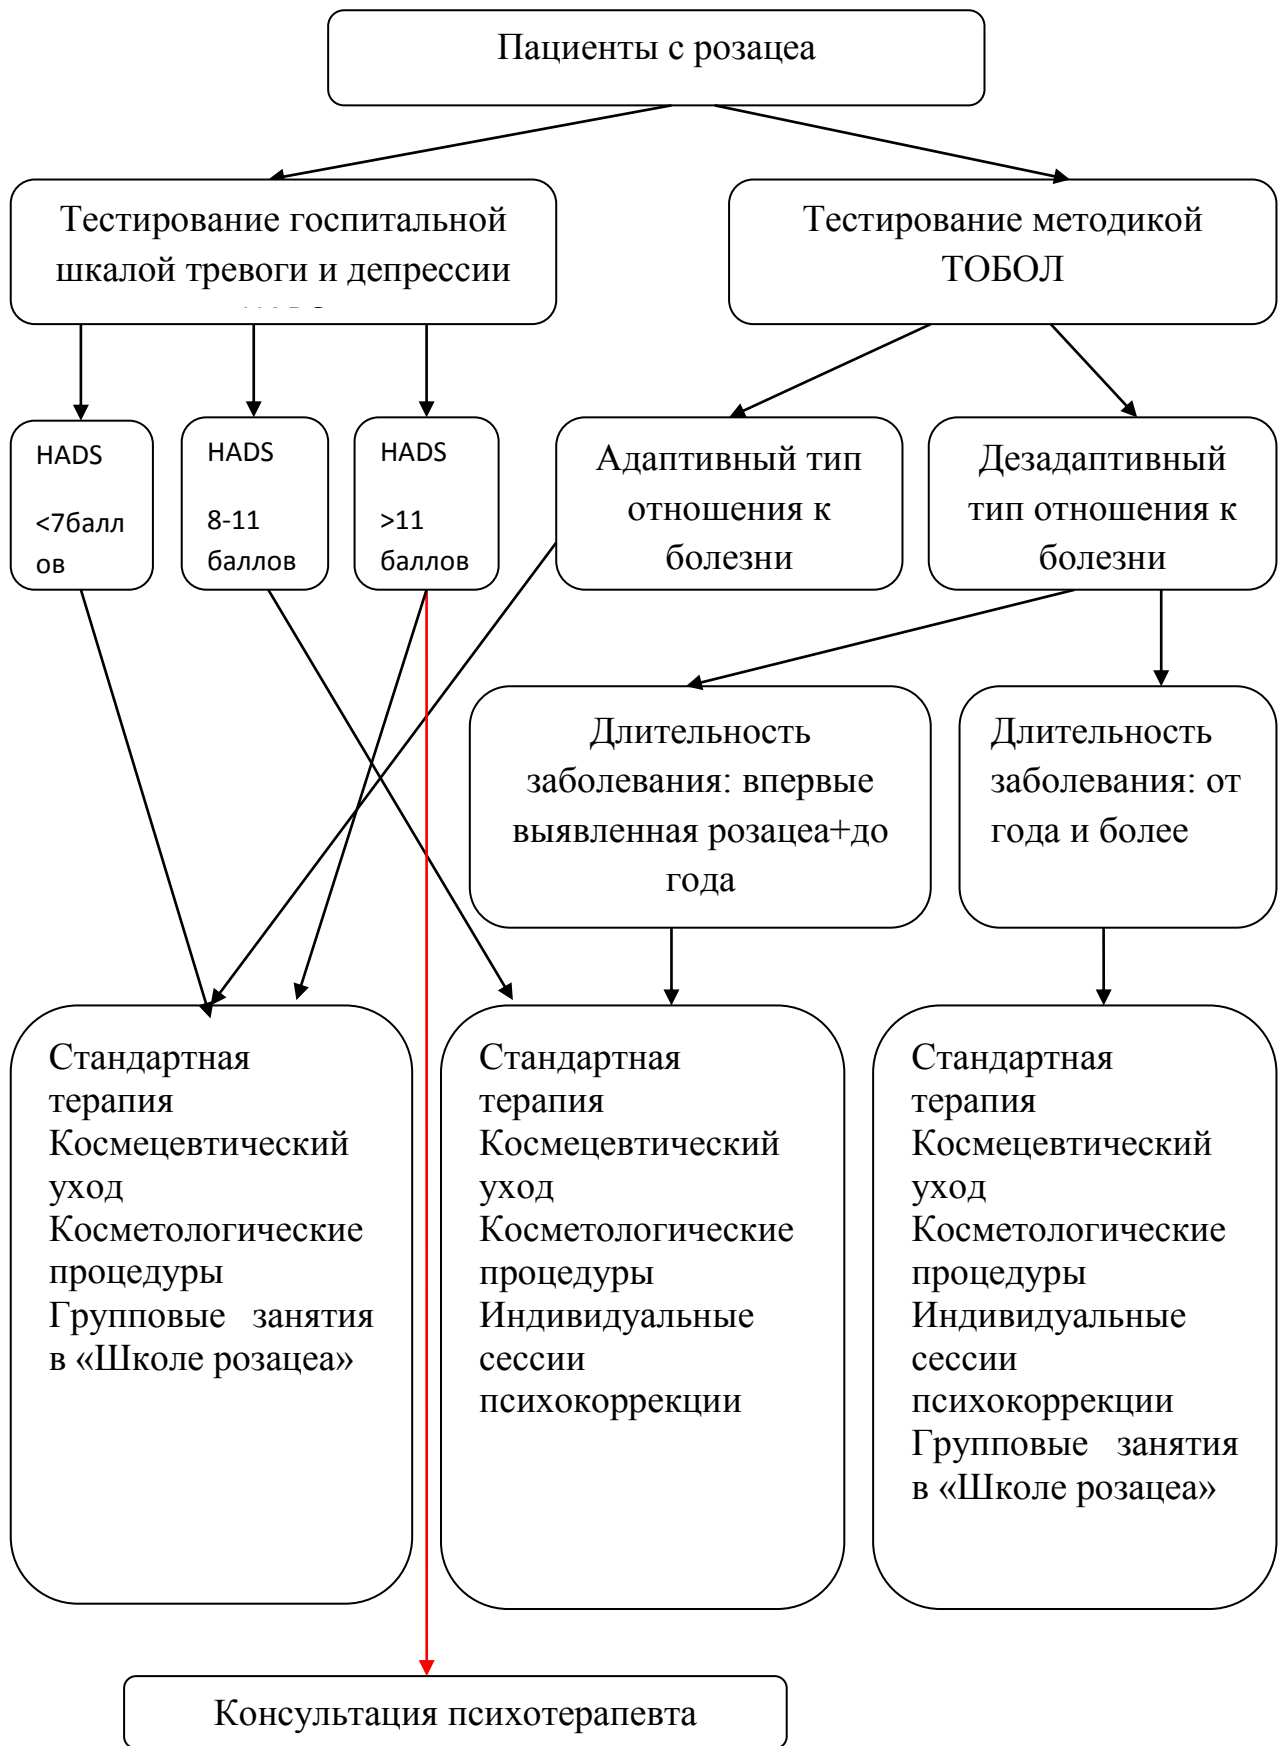 Пациенты с розацеа
Тестирование госпитальной
шкалой тревоги и депрессии
Тестирование методикой
ТОБОЛ
HADS
<7балл
ов
HADS
8-11
баллов
HADS
>11
баллов
Адаптивный тип
отношения к
болезни
Дезадаптивный
тип отношения к
болезни
Длительность
заболевания: впервые
выявленная розацеа+до
года
Длительность
заболевания: от
года и более
Стандартная
терапия
Космецевтический
уход
Косметологические
процедуры
Групповые занятия
в «Школе розацеа»
Стандартная
терапия
Космецевтический
уход
Косметологические
процедуры
Индивидуальные
сессии
психокоррекции
Стандартная
терапия
Космецевтический
уход
Косметологические
процедуры
Индивидуальные
сессии
психокоррекции
Групповые занятия
в «Школе розацеа»
Консультация психотерапевта